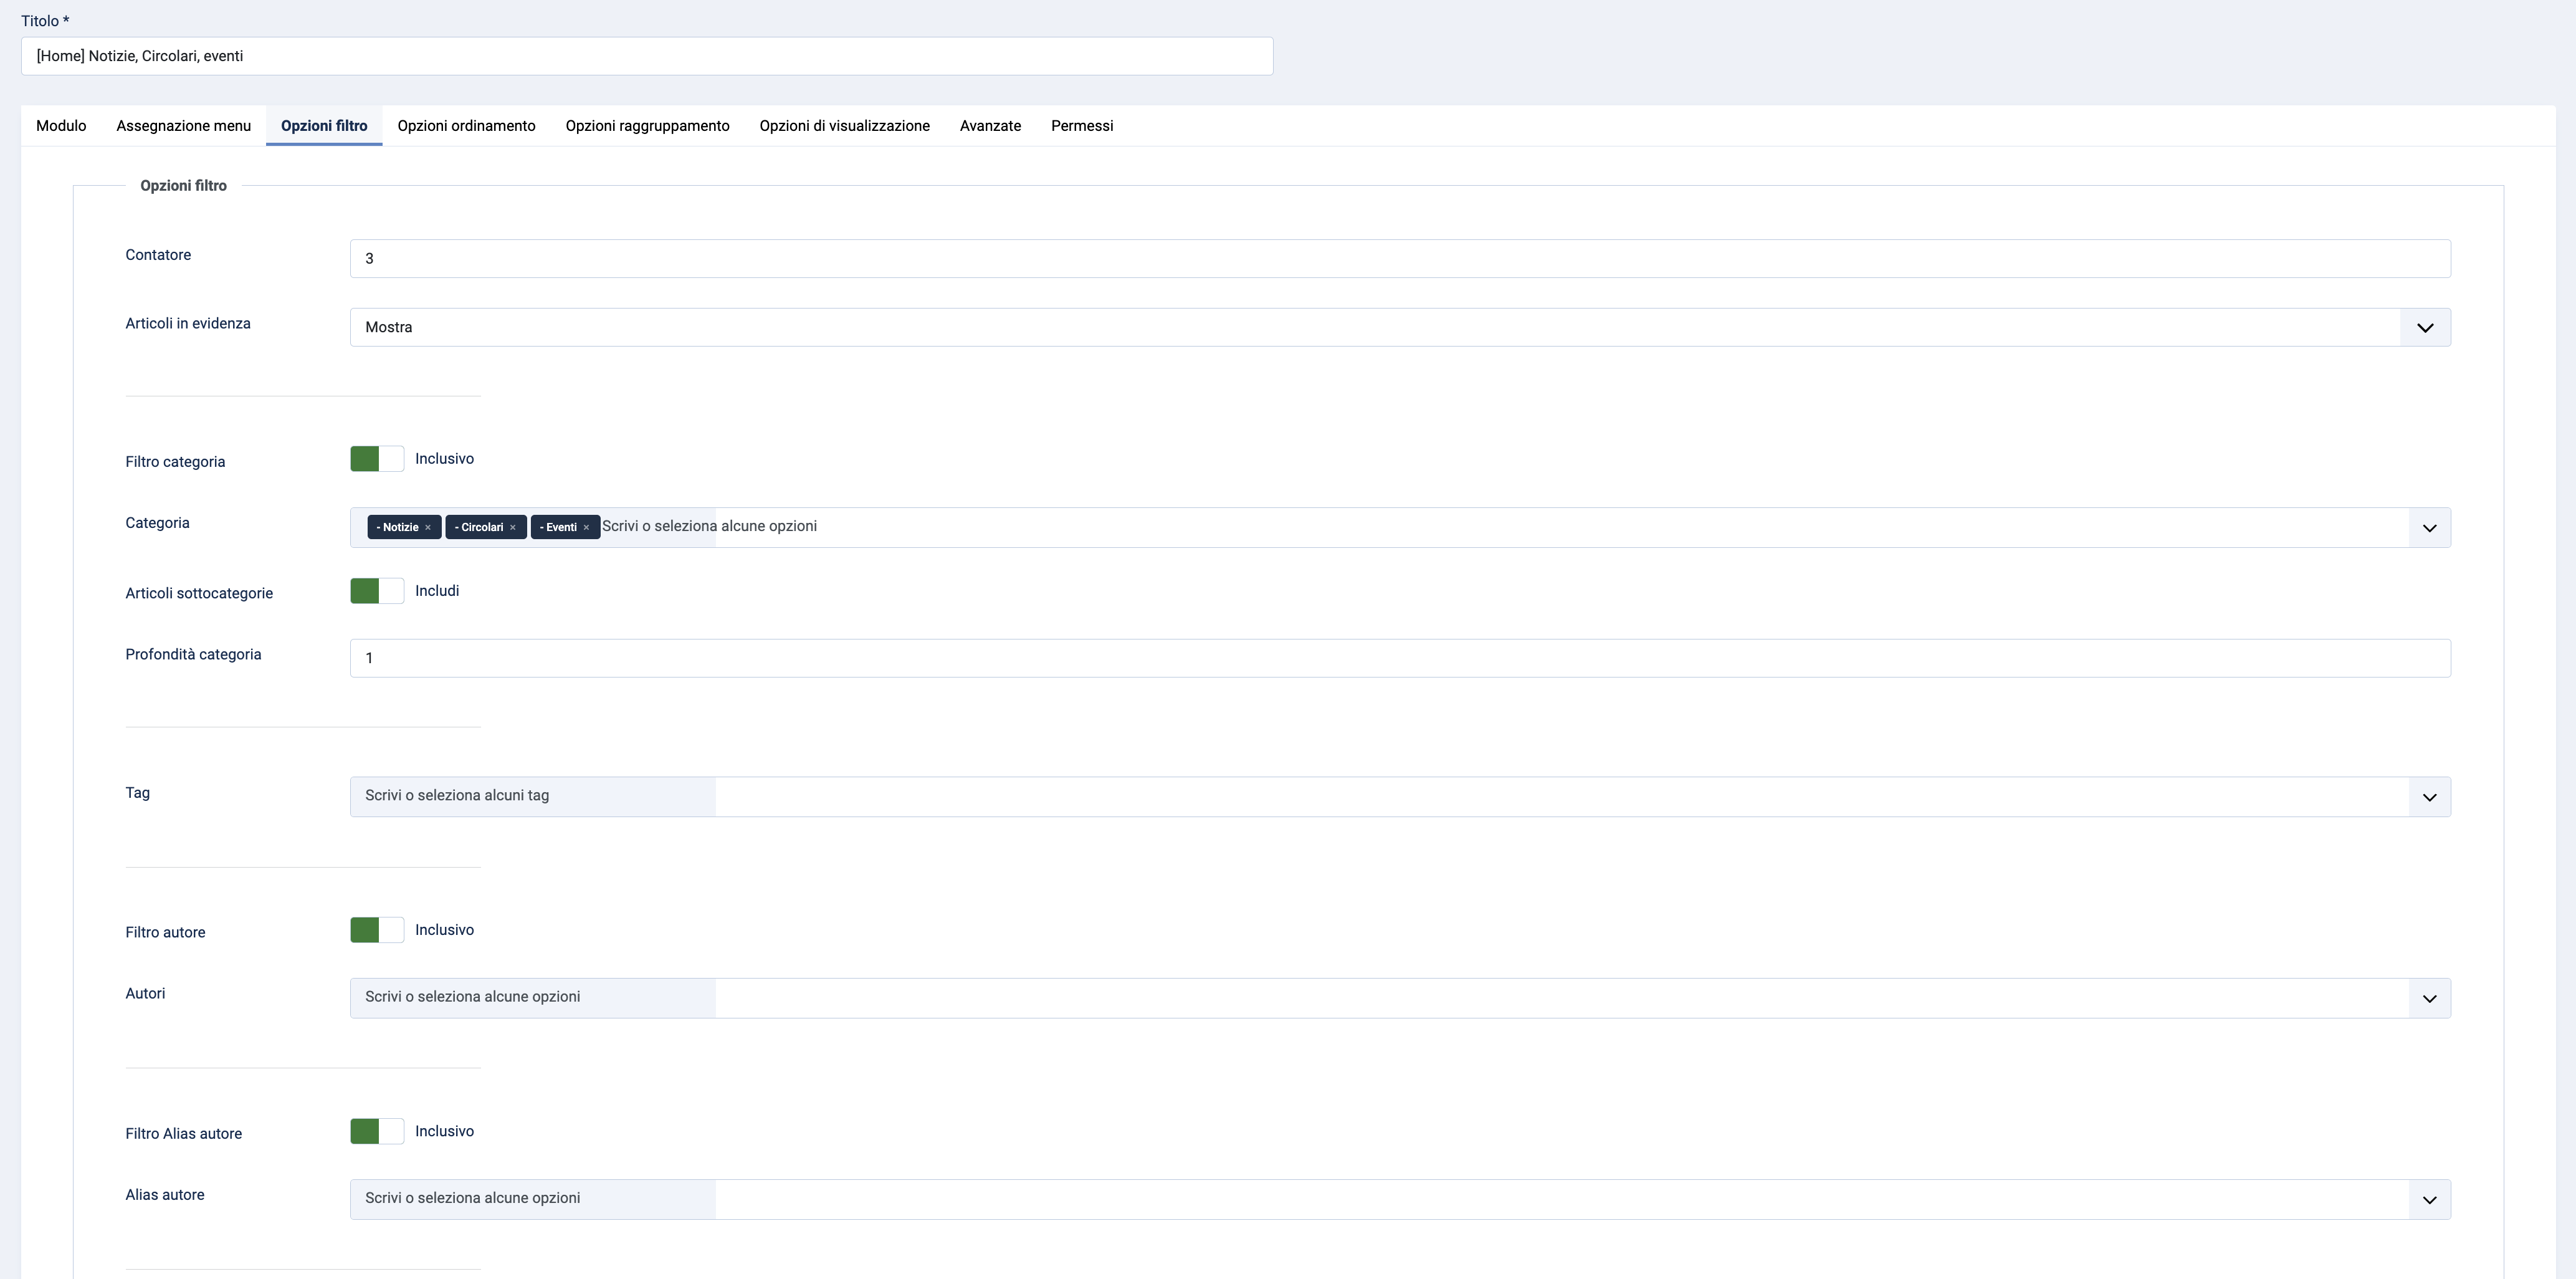 Titolo *
[Home] Notizie, Circolari, eventi
Modulo Assegnazione menu Opzioni filtro Opzioni ordinamento Opzioni raggruppamento Opzioni di visualizzazione Avanzate Permessi
Opzioni filtro
Contatore 3
Articoli in evidenza Mostra
Filtro categoria Inclusivo
Categoria - Notizie × - Circolari × - Eventi × Scrivi o seleziona alcune opzioni
Articoli sottocategorie Includi
Profondità categoria 1
Tag Scrivi o seleziona alcuni tag
Filtro autore Inclusivo
Autori Scrivi o seleziona alcune opzioni
Filtro Alias autore Inclusivo
Alias autore Scrivi o seleziona alcune opzioni